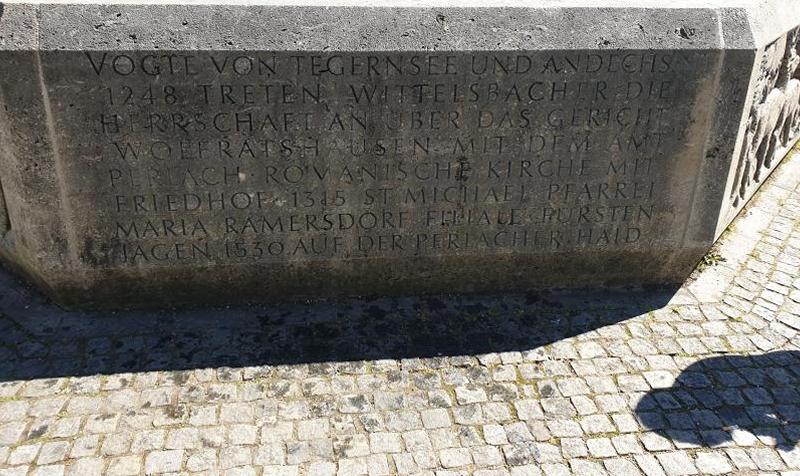 VOGTE VON TEGERNSEE UND ANDECHS
1248 TRETEN WITTELSBACHER DIE
HERRSCHAFT AN ÜBER DAS GERICHT
WOLFRATSHAUSEN MIT DEM AMT
PERLACH · ROMANISCHE KIRCHE MIT
FRIEDHOF · 1315 ST MICHAEL PFARREI
MARIA RAMERSDORF FILIALE · FÜRSTEN
JAGEN 1530 AUF DER PERLACHER HAID